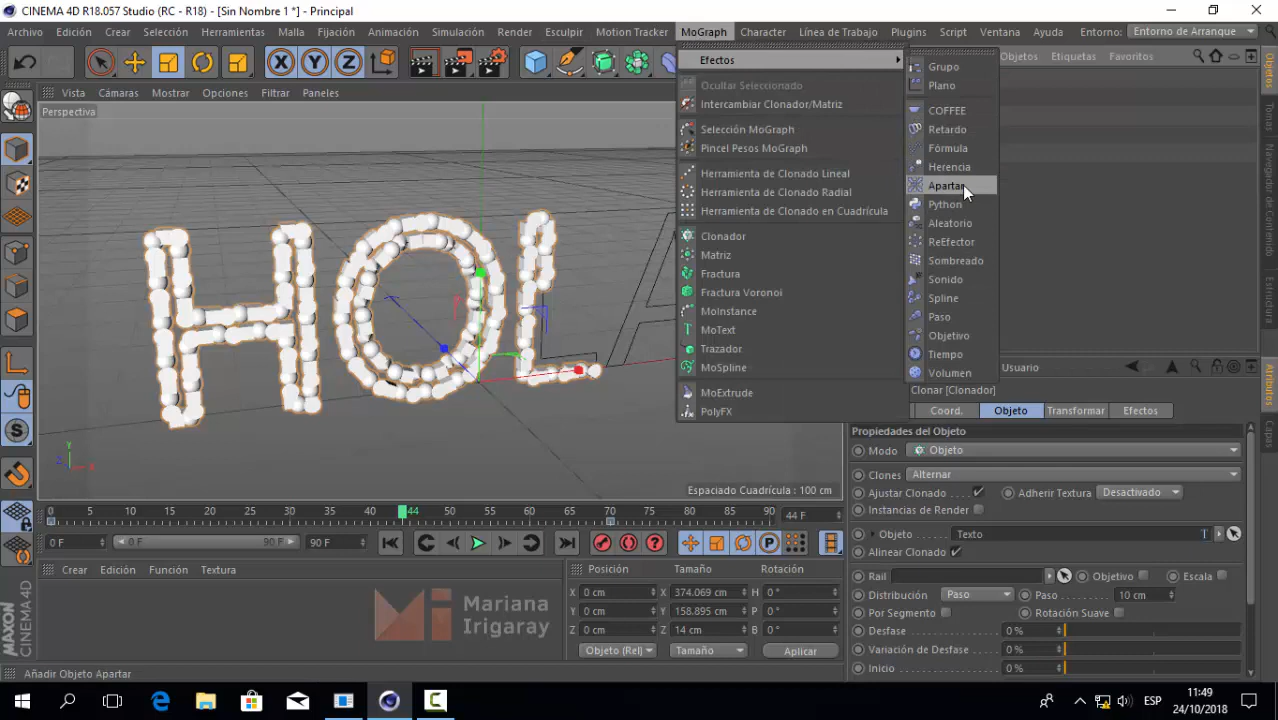 CINEMA 4D R18.057 Studio (RC - R18) - [Sin Nombre 1 *] - Principal
Archivo Edición Crear Selección Herramientas Malla Fijación Animación Simulación Render Esculpir Motion Tracker MoGraph Character Línea de Trabajo Plugins Script Ventana Ayuda Entorno: Entorno de Arranque
X Y Z
Vista Cámaras Mostrar Opciones Filtrar Paneles
Perspectiva
Efectos
Ocultar Seleccionado
Intercambiar Clonador/Matriz
Selección MoGraph
Pincel Pesos MoGraph
Herramienta de Clonado Lineal
Herramienta de Clonado Radial
Herramienta de Clonado en Cuadrícula
Clonador
Matriz
Fractura
Fractura Voronoi
MoInstance
MoText
Trazador
MoSpline
MoExtrude
PolyFX
Grupo
Plano
COFFEE
Retardo
Fórmula
Herencia
Apartar
Python
Aleatorio
ReEfector
Sombreado
Sonido
Spline
Paso
Objetivo
Tiempo
Volumen
Objetos Etiquetas Favoritos
Objetos
Tomas
Navegador de Contenido
Estructura
Atributos
Capas
HOLA
Espaciado Cuadrícula : 100 cm
Usuario
Clonar [Clonador]
Coord. Objeto Transformar Efectos
Propiedades del Objeto
Modo Objeto
Clones Alternar
Ajustar Clonado Adherir Textura Desactivado
Instancias de Render
Objeto Texto
Alinear Clonado
Rail Objetivo Escala
Distribución Paso Paso 10 cm
Por Segmento Rotación Suave
Desfase 0 %
Variación de Desfase 0 %
Inicio 0 %
0 5 10 15 20 25 30 35 40 44 50 55 60 65 70 75 80 85 90 44 F
0 F 0 F 90 F 90 F
Crear Edición Función Textura
Mariana
Irigaray
MAXON
CINEMA 4D
Posición Tamaño Rotación
X 0 cm X 374.069 cm H 0 °
Y 0 cm Y 158.895 cm P 0 °
Z 0 cm Z 14 cm B 0 °
Objeto (Rel) Tamaño Aplicar
Añadir Objeto Apartar
ESP
11:49
24/10/2018